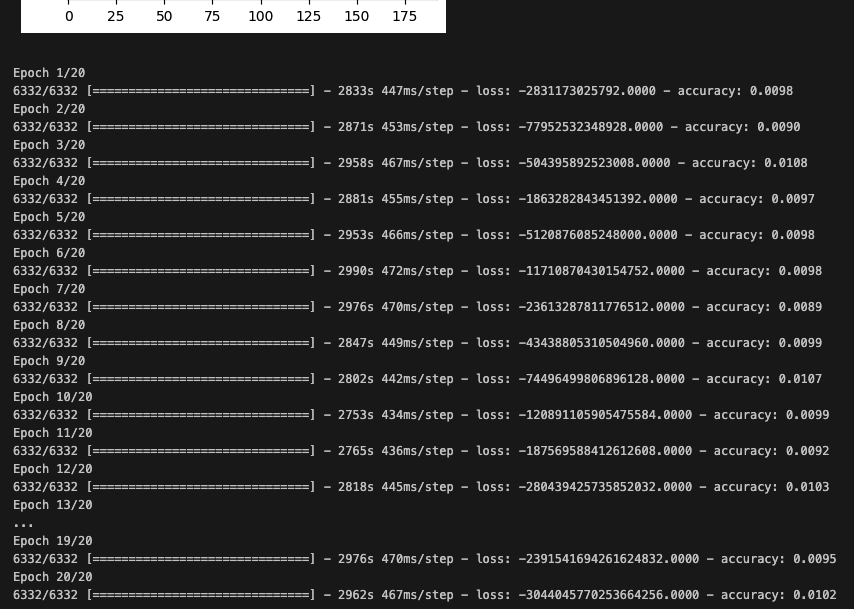 0 25 50 75 100 125 150 175
Epoch 1/20
6332/6332 [==============================] - 2833s 447ms/step - loss: -2831173025792.0000 - accuracy: 0.0098
Epoch 2/20
6332/6332 [==============================] - 2871s 453ms/step - loss: -77952532348928.0000 - accuracy: 0.0090
Epoch 3/20
6332/6332 [==============================] - 2958s 467ms/step - loss: -504395892523008.0000 - accuracy: 0.0108
Epoch 4/20
6332/6332 [==============================] - 2881s 455ms/step - loss: -1863282843451392.0000 - accuracy: 0.0097
Epoch 5/20
6332/6332 [==============================] - 2953s 466ms/step - loss: -5120876085248000.0000 - accuracy: 0.0098
Epoch 6/20
6332/6332 [==============================] - 2990s 472ms/step - loss: -11710870430154752.0000 - accuracy: 0.0098
Epoch 7/20
6332/6332 [==============================] - 2976s 470ms/step - loss: -23613287811776512.0000 - accuracy: 0.0089
Epoch 8/20
6332/6332 [==============================] - 2847s 449ms/step - loss: -43438805310504960.0000 - accuracy: 0.0099
Epoch 9/20
6332/6332 [==============================] - 2802s 442ms/step - loss: -74496499806896128.0000 - accuracy: 0.0107
Epoch 10/20
6332/6332 [==============================] - 2753s 434ms/step - loss: -120891105905475584.0000 - accuracy: 0.0099
Epoch 11/20
6332/6332 [==============================] - 2765s 436ms/step - loss: -187569588412612608.0000 - accuracy: 0.0092
Epoch 12/20
6332/6332 [==============================] - 2818s 445ms/step - loss: -280439425735852032.0000 - accuracy: 0.0103
Epoch 13/20
...
Epoch 19/20
6332/6332 [==============================] - 2976s 470ms/step - loss: -2391541694261624832.0000 - accuracy: 0.0095
Epoch 20/20
6332/6332 [==============================] - 2962s 467ms/step - loss: -3044045770253664256.0000 - accuracy: 0.0102